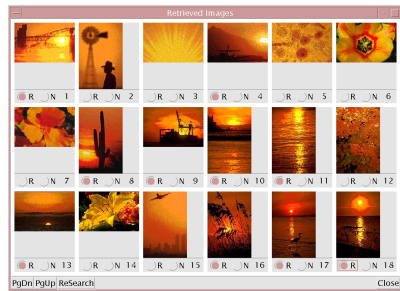 Retrieved Images
R N 1 R N 2 R N 3 R N 4 R N 5 R N 6
R N 7 R N 8 R N 9 R N 10 R N 11 R N 12
R N 13 R N 14 R N 15 R N 16 R N 17 R N 18
PgDn PgUp ReSearch Close